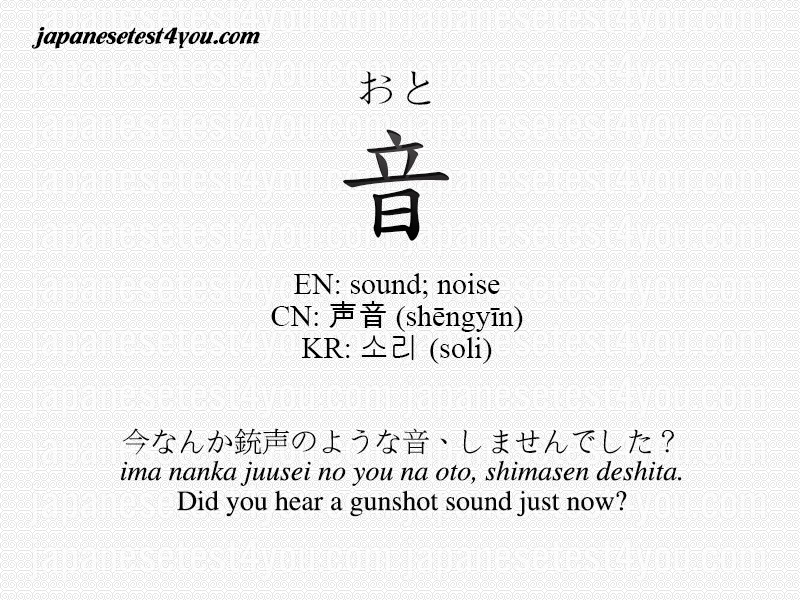 japanesetest4you.com
おと
音
EN: sound; noise
CN: 声音 (shēngyīn)
KR: 소리 (soli)
今なんか銃声のような音、しませんでした？
ima nanka juusei no you na oto, shimasen deshita.
Did you hear a gunshot sound just now?